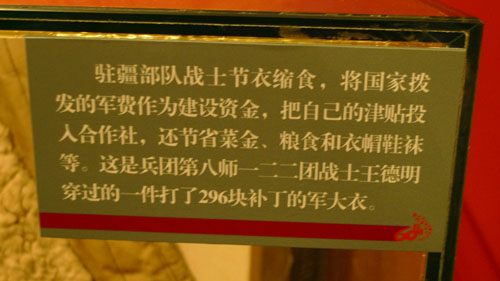 驻疆部队战士节衣缩食，将国家拨
发的军费作为建设资金，把自己的津贴投
入合作社，还节省菜金、粮食和衣帽鞋袜
等。这是兵团第八师一二二团战士王德明
穿过的一件打了296块补丁的军大衣。